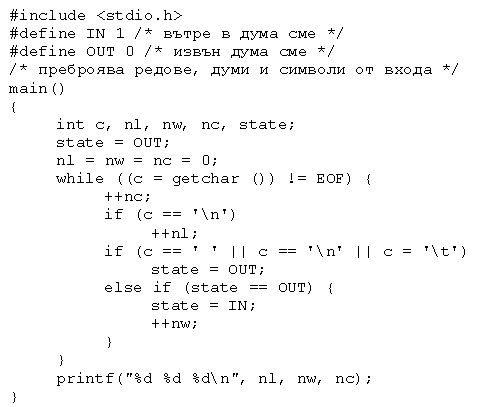 #include <stdio.h>
#define IN 1 /* вътре в дума сме */
#define OUT 0 /* извън дума сме */
/* преброява редове, думи и символи от входа */
main()
{
int c, nl, nw, nc, state;
state = OUT;
nl = nw = nc = 0;
while ((c = getchar ()) != EOF) {
++nc;
if (c == '\n')
++nl;
if (c == ' ' || c == '\n' || c = '\t')
state = OUT;
else if (state == OUT) {
state = IN;
++nw;
}
}
printf("%d %d %d\n", nl, nw, nc);
}